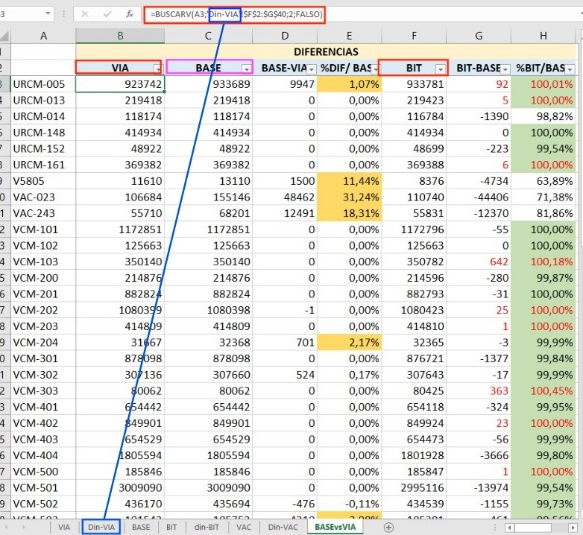 =BUSCARV(A3;'Din-VIA'!$F$2:$G$40;2;FALSO)
A B C D E F G H
DIFERENCIAS
VIA BASE BASE-VIA %DIF/ BAS BIT BIT-BASE %BIT/BAS
URCM-005 923742 933689 9947 1,07% 933781 92 100,01%
URCM-013 219418 219418 0 0,00% 219423 5 100,00%
URCM-014 118174 118174 0 0,00% 116784 -1390 98,82%
URCM-148 414934 414934 0 0,00% 414934 0 100,00%
URCM-152 48922 48922 0 0,00% 48699 -223 99,54%
URCM-161 369382 369382 0 0,00% 369388 6 100,00%
V5805 11610 13110 1500 11,44% 8376 -4734 63,89%
VAC-023 106684 155146 48462 31,24% 110740 -44406 71,38%
VAC-243 55710 68201 12491 18,31% 55831 -12370 81,86%
VCM-101 1172851 1172851 0 0,00% 1172796 -55 100,00%
VCM-102 125663 125663 0 0,00% 125663 0 100,00%
VCM-103 350140 350140 0 0,00% 350782 642 100,18%
VCM-200 214876 214876 0 0,00% 214596 -280 99,87%
VCM-201 882824 882824 0 0,00% 882793 -31 100,00%
VCM-202 1080399 1080398 -1 0,00% 1080423 25 100,00%
VCM-203 414809 414809 0 0,00% 414810 1 100,00%
VCM-204 31667 32368 701 2,17% 32365 -3 99,99%
VCM-301 878098 878098 0 0,00% 876721 -1377 99,84%
VCM-302 307136 307660 524 0,17% 307643 -17 99,99%
VCM-303 80062 80062 0 0,00% 80425 363 100,45%
VCM-401 654442 654442 0 0,00% 654118 -324 99,95%
VCM-402 849901 849901 0 0,00% 849924 23 100,00%
VCM-403 654529 654529 0 0,00% 654473 -56 99,99%
VCM-404 1805594 1805594 0 0,00% 1801928 -3666 99,80%
VCM-500 185846 185846 0 0,00% 185847 1 100,00%
VCM-501 3009090 3009090 0 0,00% 2995116 -13974 99,54%
VCM-502 436170 435694 -476 -0,11% 434539 -1155 99,73%
VIA Din-VIA BASE BIT din-BIT VAC Din-VAC BASEvsVIA